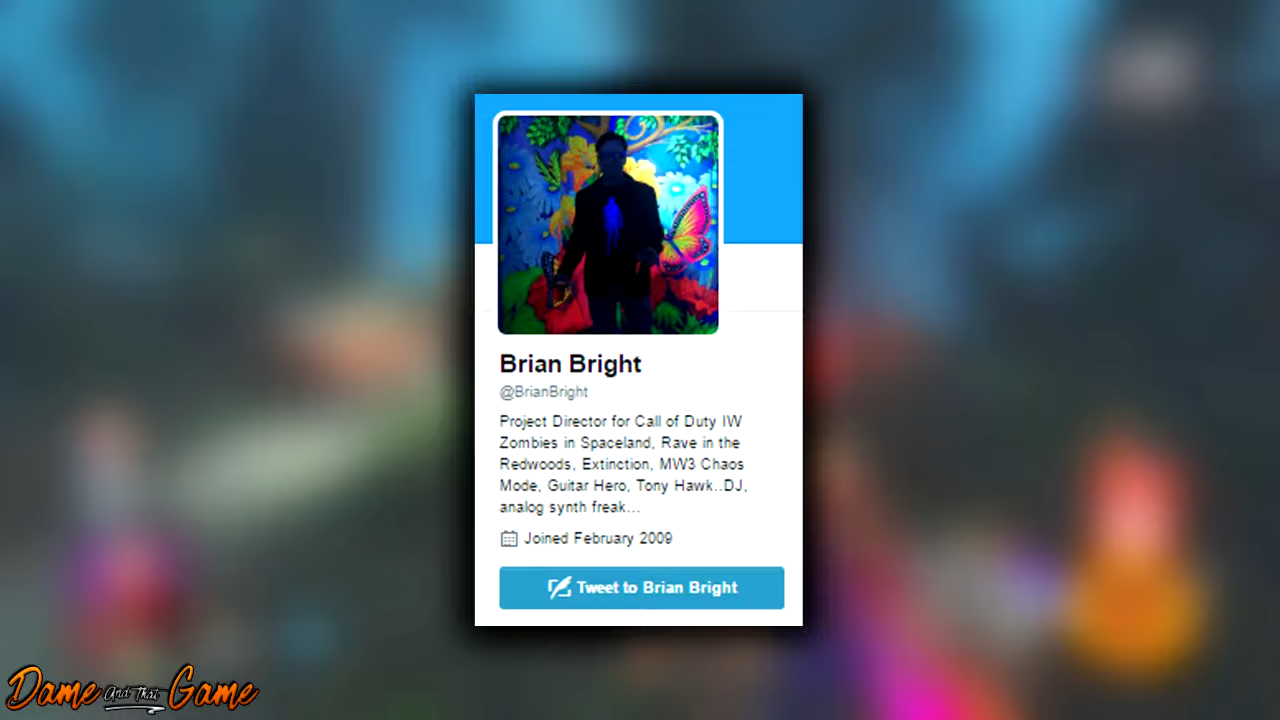 Brian Bright
@BrianBright
Project Director for Call of Duty IW
Zombies in Spaceland, Rave in the
Redwoods, Extinction, MW3 Chaos
Mode, Guitar Hero, Tony Hawk..DJ,
analog synth freak...
Joined February 2009
Tweet to Brian Bright
Dame And That Game